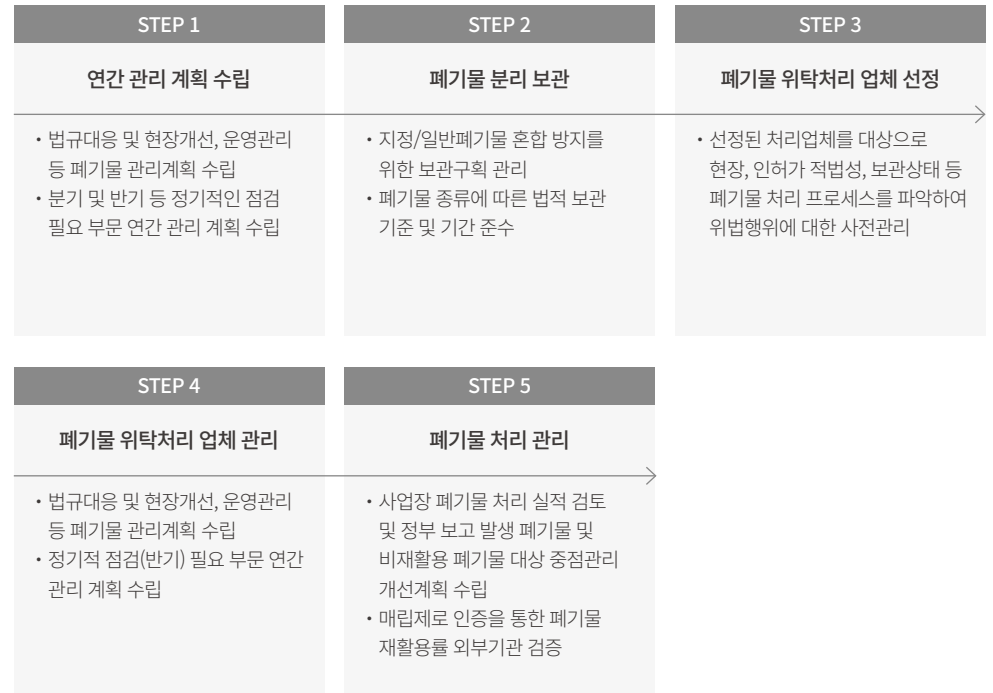 STEP 1
연간 관리 계획 수립
• 법규대응 및 현장개선, 운영관리
등 폐기물 관리계획 수립
• 분기 및 반기 등 정기적인 점검
필요 부문 연간 관리 계획 수립
STEP 2
폐기물 분리 보관
• 지정/일반폐기물 혼합 방지를
위한 보관구획 관리
• 폐기물 종류에 따른 법적 보관
기준 및 기간 준수
STEP 3
폐기물 위탁처리 업체 선정
• 선정된 처리업체를 대상으로
현장, 인허가 적법성, 보관상태 등
폐기물 처리 프로세스를 파악하여
위법행위에 대한 사전관리
STEP 4
폐기물 위탁처리 업체 관리
• 법규대응 및 현장개선, 운영관리
등 폐기물 관리계획 수립
• 정기적 점검(반기) 필요 부문 연간
관리 계획 수립
STEP 5
폐기물 처리 관리
• 사업장 폐기물 처리 실적 검토
및 정부 보고 발생 폐기물 및
비재활용 폐기물 대상 중점관리
개선계획 수립
• 매립제로 인증을 통한 폐기물
재활용률 외부기관 검증